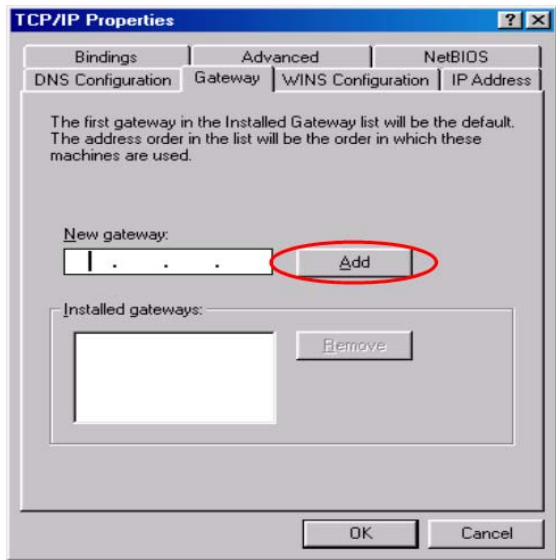 TCP/IP Properties
Bindings Advanced NetBIOS
DNS Configuration Gateway WINS Configuration IP Address
The first gateway in the Installed Gateway list will be the default.
The address order in the list will be the order in which these
machines are used.
New gateway:
. . . Add
Installed gateways:
Remove
OK Cancel